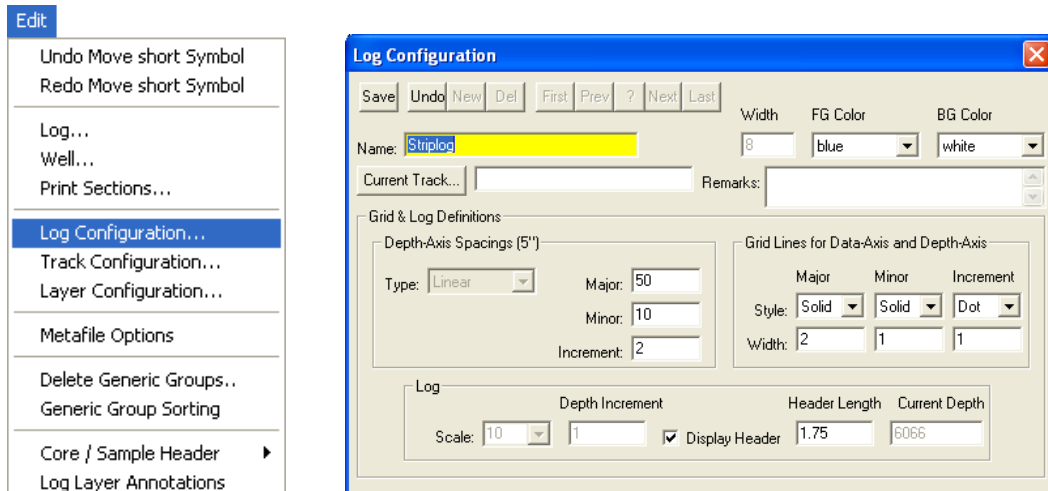 Edit
Undo Move short Symbol
Redo Move short Symbol
Log...
Well...
Print Sections...
Log Configuration...
Track Configuration...
Layer Configuration...
Metafile Options
Delete Generic Groups..
Generic Group Sorting
Core / Sample Header
Log Layer Annotations
Log Configuration
Save Undo New Del First Prev ? Next Last
Width FG Color BG Color
Name: Striplog 8 blue white
Current Track... Remarks:
Grid & Log Definitions
Depth-Axis Spacings (5") Grid Lines for Data-Axis and Depth-Axis
Major Minor Increment
Type: Linear Major: 50
Style: Solid Solid Dot
Minor: 10
Width: 2 1 1
Increment: 2
Log
Depth Increment Header Length Current Depth
Scale: 10 1 Display Header 1.75 6066